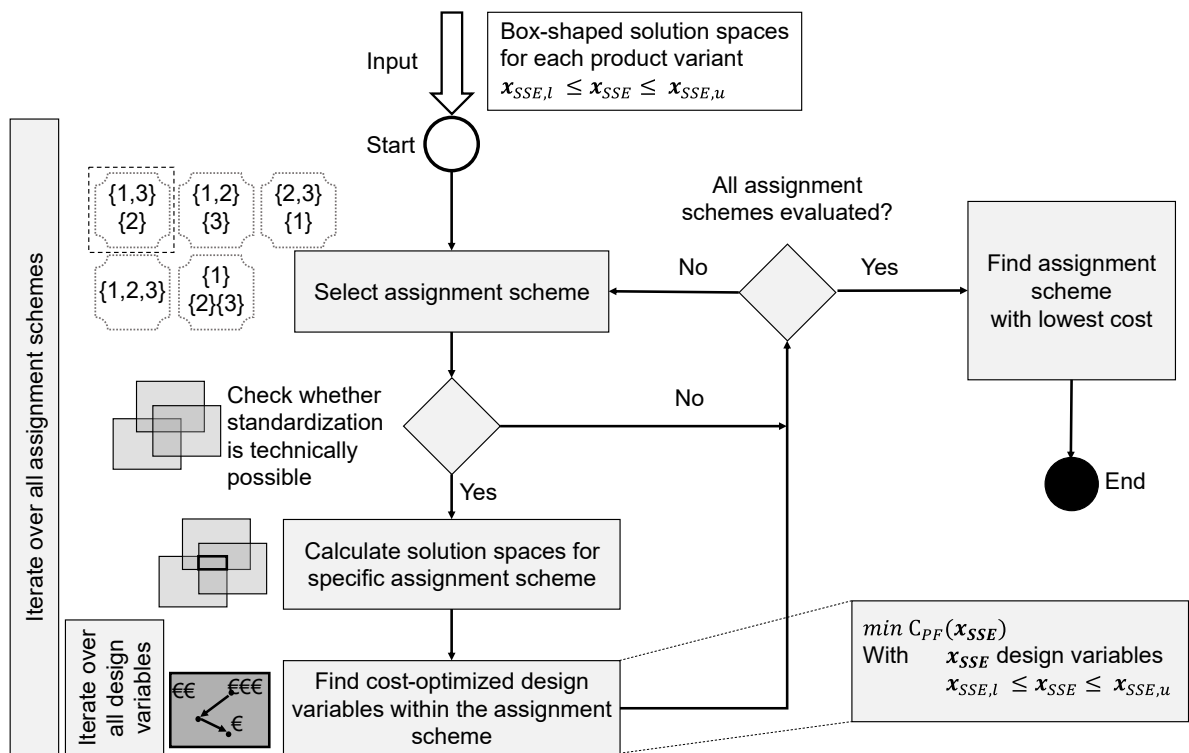 Input
Box-shaped solution spaces
for each product variant
𝒙SSE,l ≤ 𝒙SSE ≤ 𝒙SSE,u
Start
{1,3}
{2}
{1,2}
{3}
{2,3}
{1}
{1,2,3}
{1}
{2}{3}
Iterate over all assignment schemes
Select assignment scheme
All assignment
schemes evaluated?
No
Yes
Find assignment
scheme
with lowest cost
Check whether
standardization
is technically
possible
No
Yes
End
Calculate solution spaces for
specific assignment scheme
Iterate over
all design
variables
€€
€€€
€
Find cost-optimized design
variables within the assignment
scheme
min CPF(𝒙SSE)
With 𝒙SSE design variables
𝒙SSE,l ≤ 𝒙SSE ≤ 𝒙SSE,u